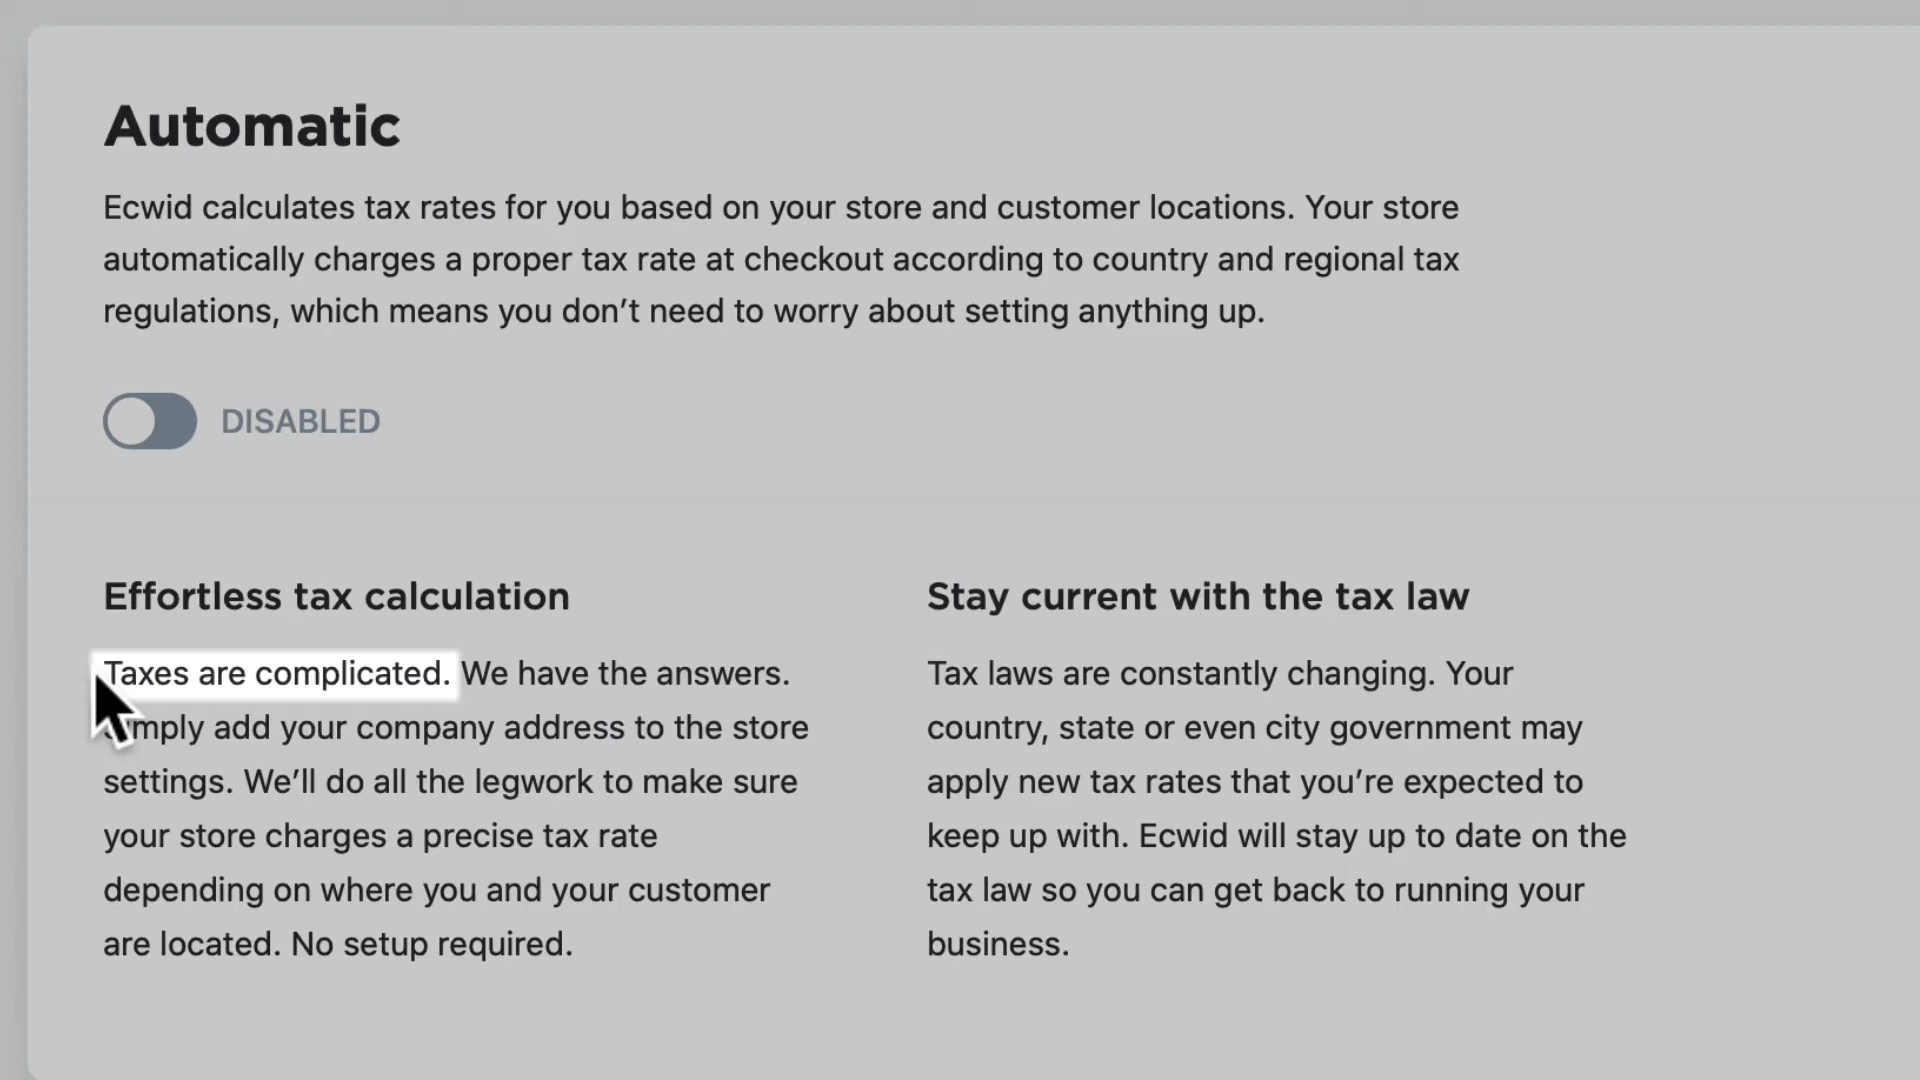 Automatic
Ecwid calculates tax rates for you based on your store and customer locations. Your store
automatically charges a proper tax rate at checkout according to country and regional tax
regulations, which means you don’t need to worry about setting anything up.
DISABLED
Effortless tax calculation
Taxes are complicated. We have the answers.
Simply add your company address to the store
settings. We’ll do all the legwork to make sure
your store charges a precise tax rate
depending on where you and your customer
are located. No setup required.
Stay current with the tax law
Tax laws are constantly changing. Your
country, state or even city government may
apply new tax rates that you’re expected to
keep up with. Ecwid will stay up to date on the
tax law so you can get back to running your
business.